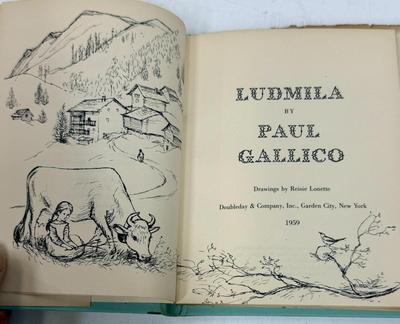 LUDMILA
BY
PAUL
GALLICO
Drawings by Reisie Lonette
Doubleday & Company, Inc., Garden City, New York
1959